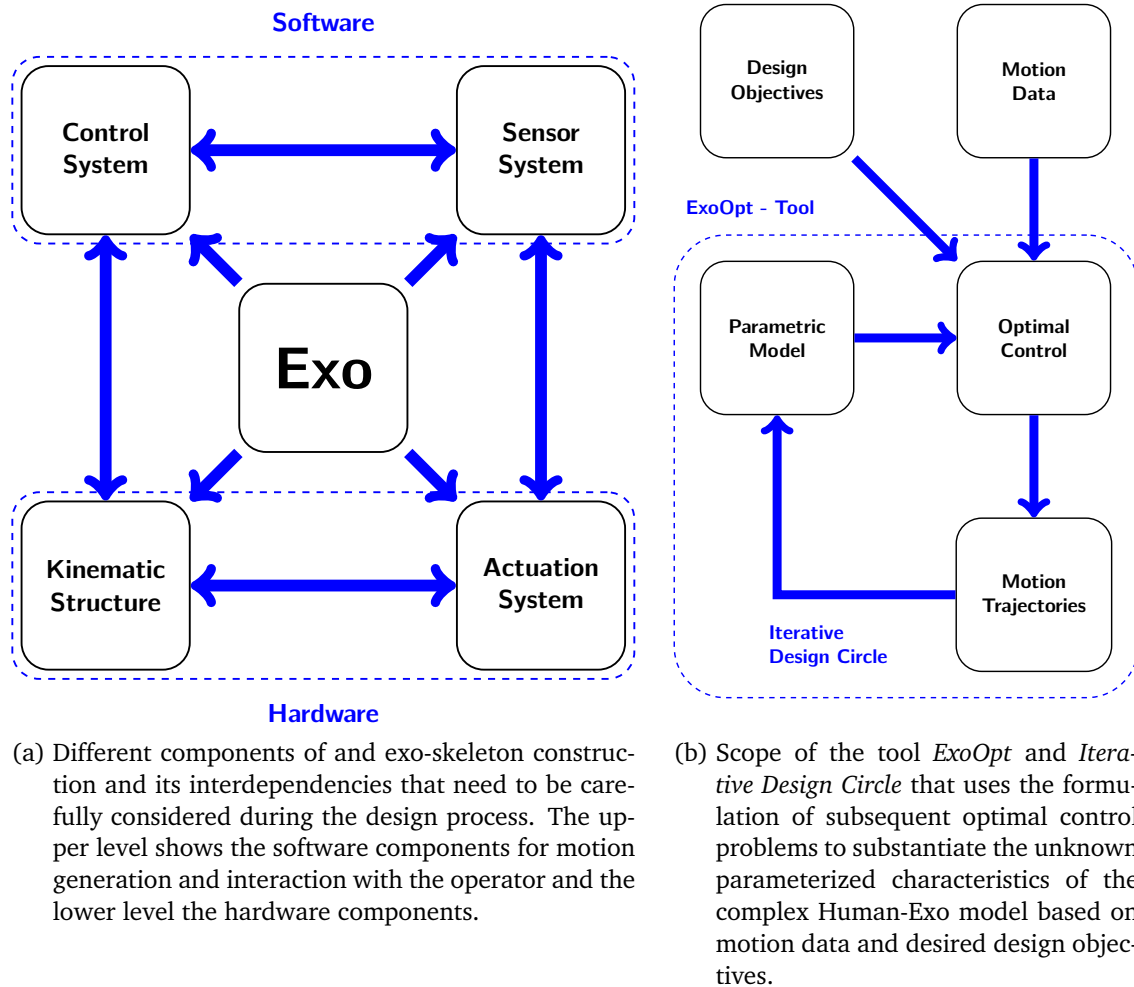 Software
Control
System
Sensor
System
Exo
Kinematic
Structure
Actuation
System
Hardware
(a) Different components of and exo-skeleton construc-
tion and its interdependencies that need to be care-
fully considered during the design process. The up-
per level shows the software components for motion
generation and interaction with the operator and the
lower level the hardware components.
Design
Objectives
Motion
Data
ExoOpt - Tool
Parametric
Model
Optimal
Control
Motion
Trajectories
Iterative
Design Circle
(b) Scope of the tool ExoOpt and Itera-
tive Design Circle that uses the formu-
lation of subsequent optimal control
problems to substantiate the unknown
parameterized characteristics of the
complex Human-Exo model based on
motion data and desired design objec-
tives.